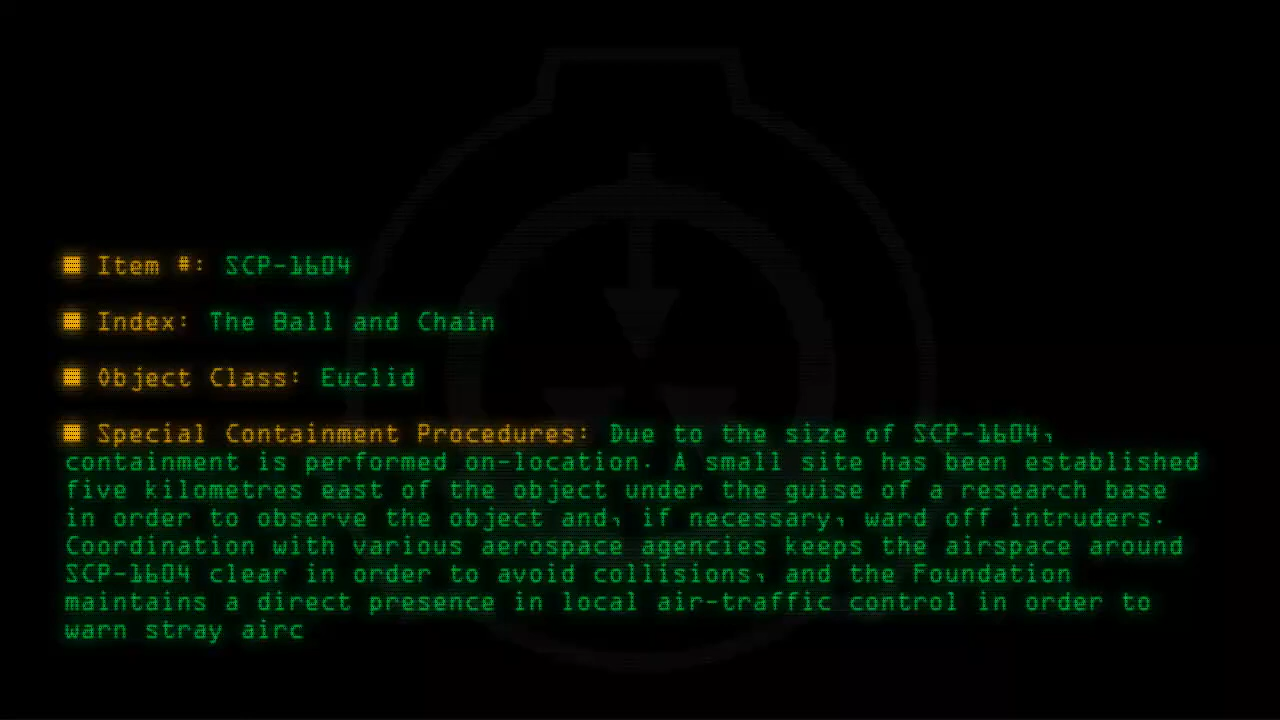 ■ Item #: SCP-1604
■ Index: The Ball and Chain
■ Object Class: Euclid
■ Special Containment Procedures: Due to the size of SCP-1604,
containment is performed on-location. A small site has been established
five kilometres east of the object under the guise of a research base
in order to observe the object and, if necessary, ward off intruders.
Coordination with various aerospace agencies keeps the airspace around
SCP-1604 clear in order to avoid collisions, and the Foundation
maintains a direct presence in local air-traffic control in order to
warn stray airc